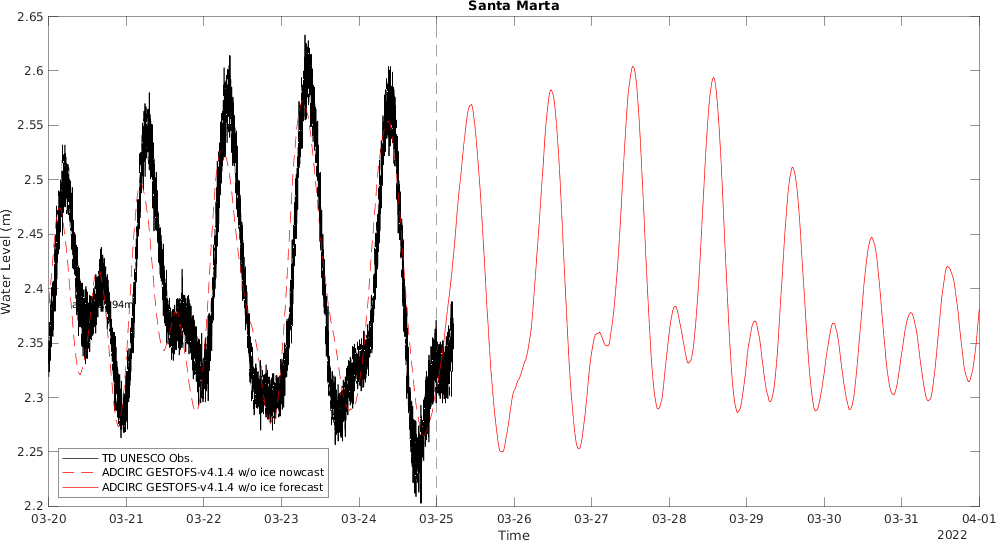 Santa Marta
Water Level (m)
2.65
2.6
2.55
2.5
2.45
2.4
2.35
2.3
2.25
2.2
94m
TD UNESCO Obs.
ADCIRC GESTOFS-v4.1.4 w/o ice nowcast
ADCIRC GESTOFS-v4.1.4 w/o ice forecast
03-20 03-21 03-22 03-23 03-24 03-25 03-26 03-27 03-28 03-29 03-30 03-31 04-01
Time
2022